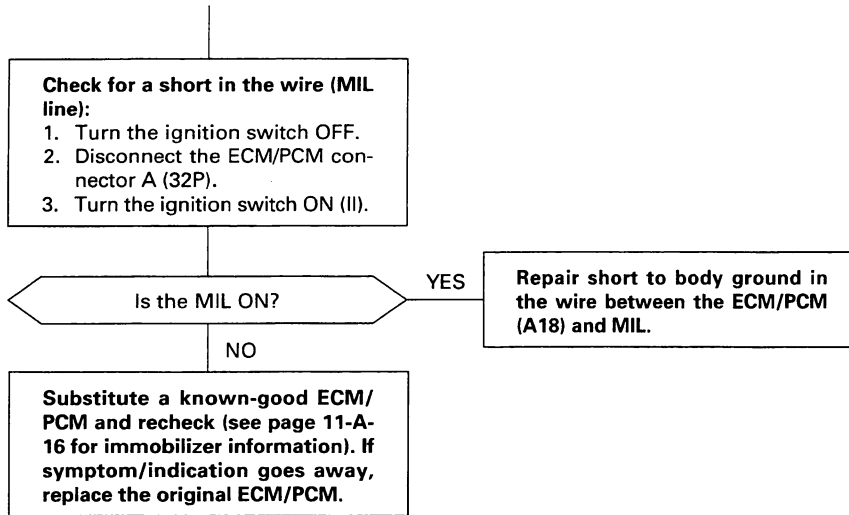 Check for a short in the wire (MIL
line):
1. Turn the ignition switch OFF.
2. Disconnect the ECM/PCM con-
nector A (32P).
3. Turn the ignition switch ON (II).
Is the MIL ON?
YES
Repair short to body ground in
the wire between the ECM/PCM
(A18) and MIL.
NO
Substitute a known-good ECM/
PCM and recheck (see page 11-A-
16 for immobilizer information). If
symptom/indication goes away,
replace the original ECM/PCM.